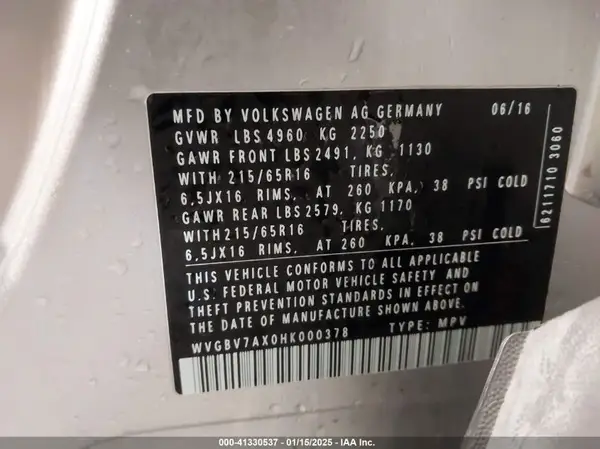 MFD BY VOLKSWAGEN AG GERMANY 06/16
GVWR LBS 4960 KG 2250
GAWR FRONT LBS 2491, KG 1130
WITH 215/65R16 TIRES,
6,5JX16 RIMS, AT 260 KPA, 38 PSI COLD
GAWR REAR LBS 2579, KG 1170
WITH 215/65R16 TIRES,
6,5JX16 RIMS, AT 260 KPA, 38 PSI COLD
THIS VEHICLE CONFORMS TO ALL APPLICABLE
U.S. FEDERAL MOTOR VEHICLE SAFETY AND
THEFT PREVENTION STANDARDS IN EFFECT ON
THE DATE OF MANUFACTURE SHOWN ABOVE.
WVGBV7AX0HK000378 TYPE: MPV
6211710 3060
000-41330537 - 01/15/2025 - IAA Inc.